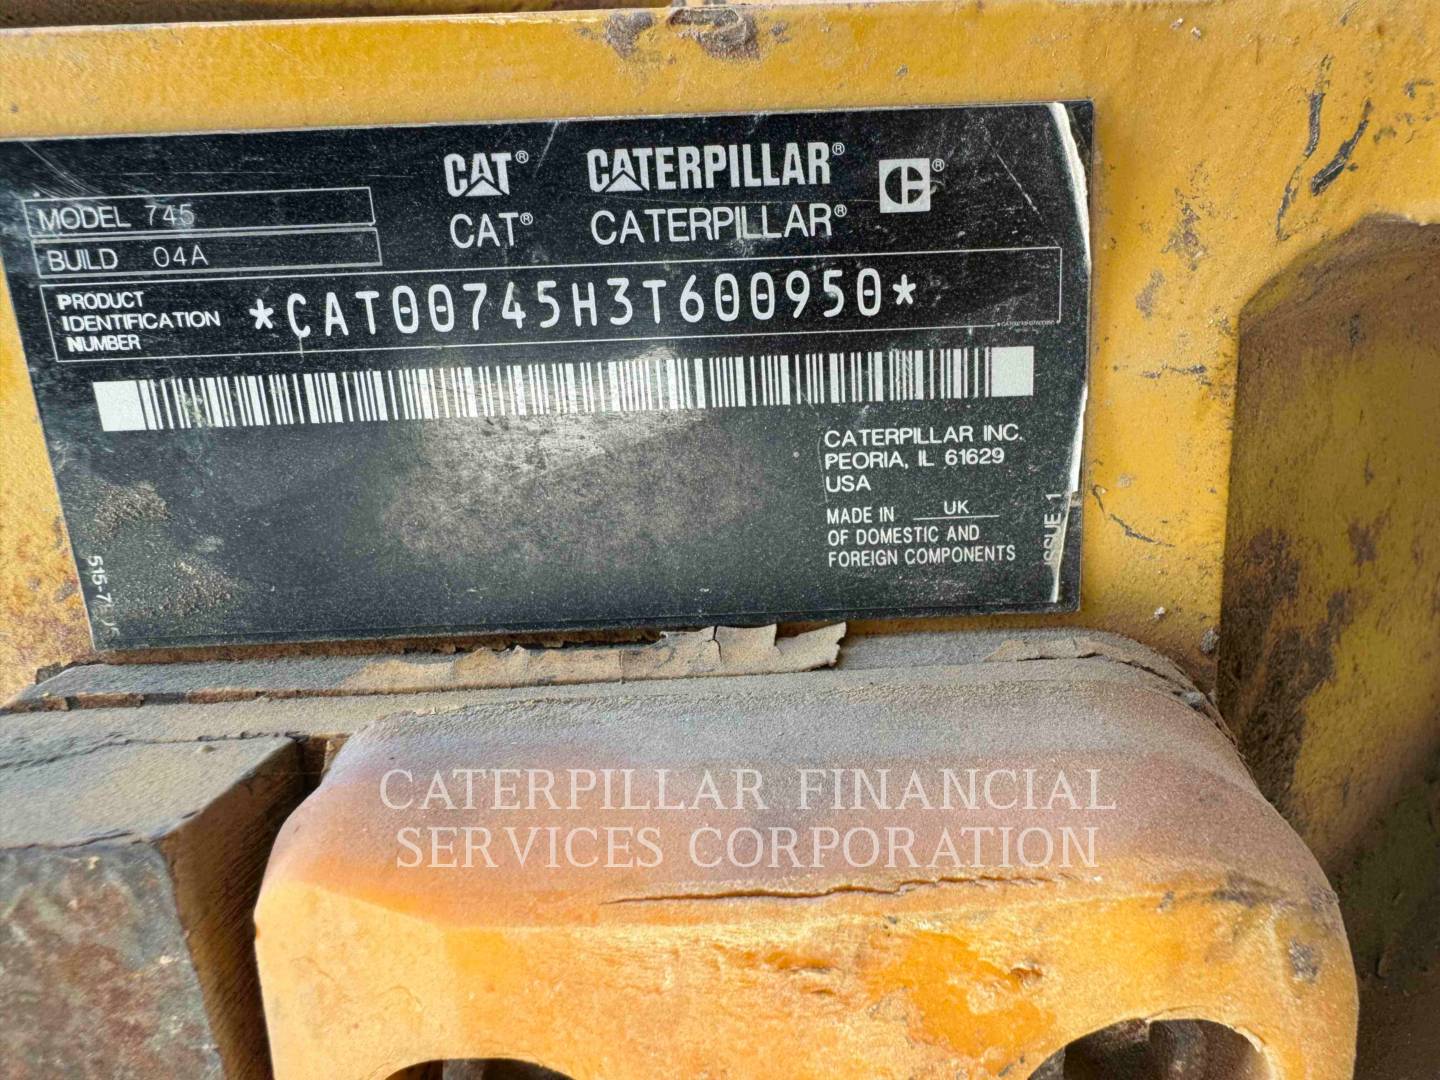 CAT® CATERPILLAR® ®
CAT® CATERPILLAR®
MODEL 745
BUILD 04A
PRODUCT
IDENTIFICATION
NUMBER
*CAT00745H3T600950*
CATERPILLAR INC.
PEORIA, IL 61629
USA
MADE IN UK
OF DOMESTIC AND
FOREIGN COMPONENTS
ISSUE 1
CATERPILLAR FINANCIAL
SERVICES CORPORATION